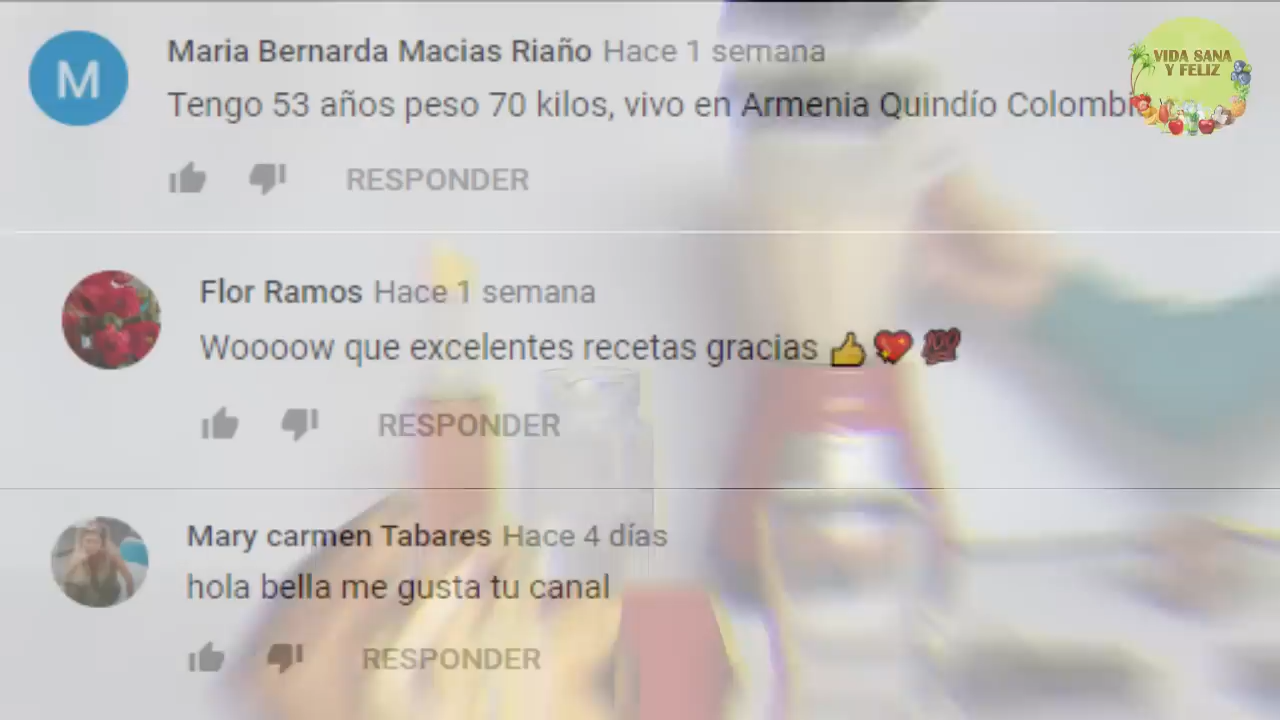 Maria Bernarda Macias Riaño Hace 1 semana
Tengo 53 años peso 70 kilos, vivo en Armenia Quindío
RESPONDER
Flor Ramos Hace 1 semana
Woooow que excelentes recetas gracias 👍💖💯
RESPONDER
Mary carmen Tabares Hace 4 días
hola bella me gusta tu canal
RESPONDER
VIDA SANA
Y FELIZ